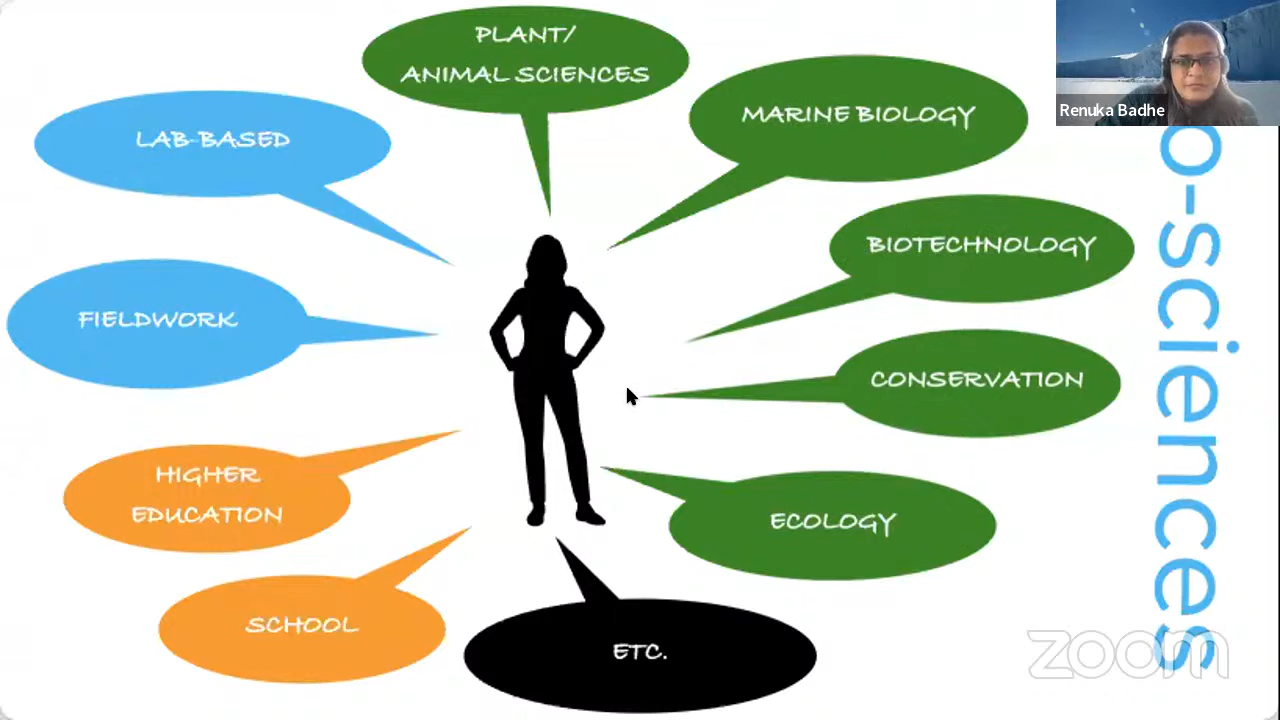 PLANT/
ANIMAL SCIENCES
MARINE BIOLOGY
LAB-BASED
BIOTECHNOLOGY
FIELDWORK
CONSERVATION
HIGHER
EDUCATION
ECOLOGY
SCHOOL
ETC.
Renuka Badhe
o-sciences
zoom